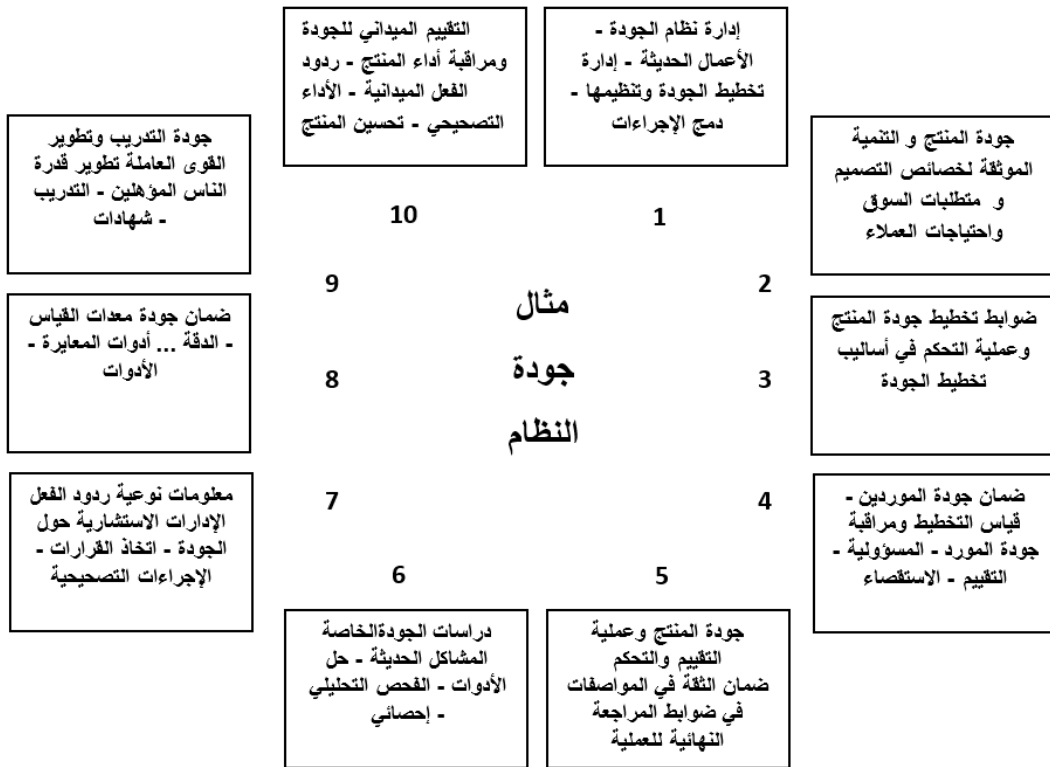 إدارة نظام الجودة -
الأعمال الحديثة - إدارة
تخطيط الجودة وتنظيمها -
دمج الإجراءات
التقييم الميداني للجودة
ومراقبة أداء المنتج - ردود
الفعل الميدانية - الأداء
التصحيحي - تحسين المنتج
جودة المنتج و التنمية
الموثقة لخصائص التصميم
و متطلبات السوق
واحتياجات العملاء
جودة التدريب وتطوير
القوى العاملة تطوير قدرة
الناس المؤهلين - التدريب
- شهادات
1
10
2
9
مثال
ضوابط تخطيط جودة المنتج
وعملية التحكم في أساليب
تخطيط الجودة
3
جودة
8
ضمان جودة معدات القياس
- الدقة ... أدوات المعايرة -
الأدوات
النظام
ضمان جودة الموردين -
قياس التخطيط ومراقبة
جودة المورد - المسؤولية -
التقييم - الاستقصاء
4
7
معلومات نوعية ردود الفعل
الإدارات الاستشارية حول
الجودة - اتخاذ القرارات -
الإجراءات التصحيحية
5
6
جودة المنتج وعملية
التقييم والتحكم
ضمان الثقة في المواصفات
في ضوابط المراجعة
النهائية للعملية
دراسات الجودةالخاصة
المشاكل الحديثة - حل
الأدوات - الفحص التحليلي
- إحصائي